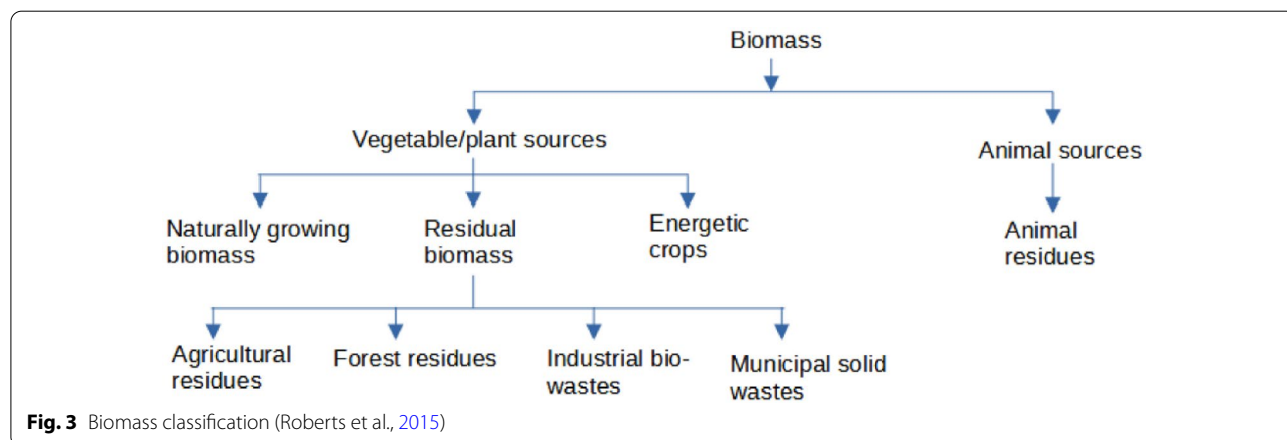 Biomass
Vegetable/plant sources
Animal sources
Naturally growing
biomass
Residual
biomass
Energetic
crops
Animal
residues
Agricultural
residues
Forest residues
Industrial bio-
wastes
Municipal solid
wastes
Fig. 3 Biomass classification (Roberts et al., 2015)